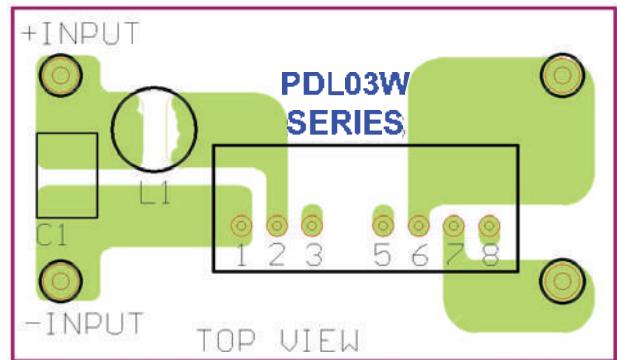 +INPUT
PDL03W
SERIES
L1
C1
1 2 3 5 6 7 8
-INPUT
TOP VIEW